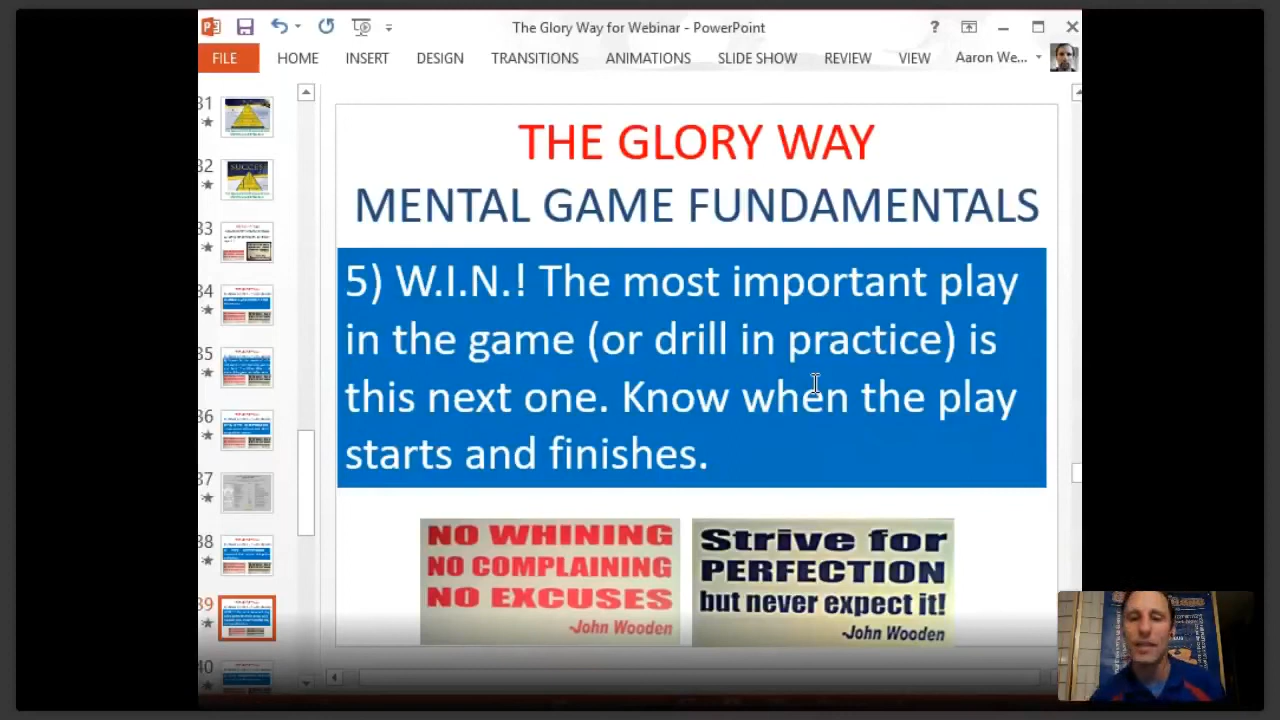 The Glory Way for Webinar - PowerPoint
?
FILE HOME INSERT DESIGN TRANSITIONS ANIMATIONS SLIDE SHOW REVIEW VIEW Aaron We...
31
32
33
34
35
36
37
38
39
40
THE GLORY WAY
MENTAL GAME FUNDAMENTALS
5) W.I.N.! The most important play
in the game (or drill in practice) is
this next one. Know when the play
starts and finishes.
NO WHINING
NO COMPLAINING
NO EXCUSES
-John Wooden
Strive for
PERFECTION
but never expect it"
-John Wooden